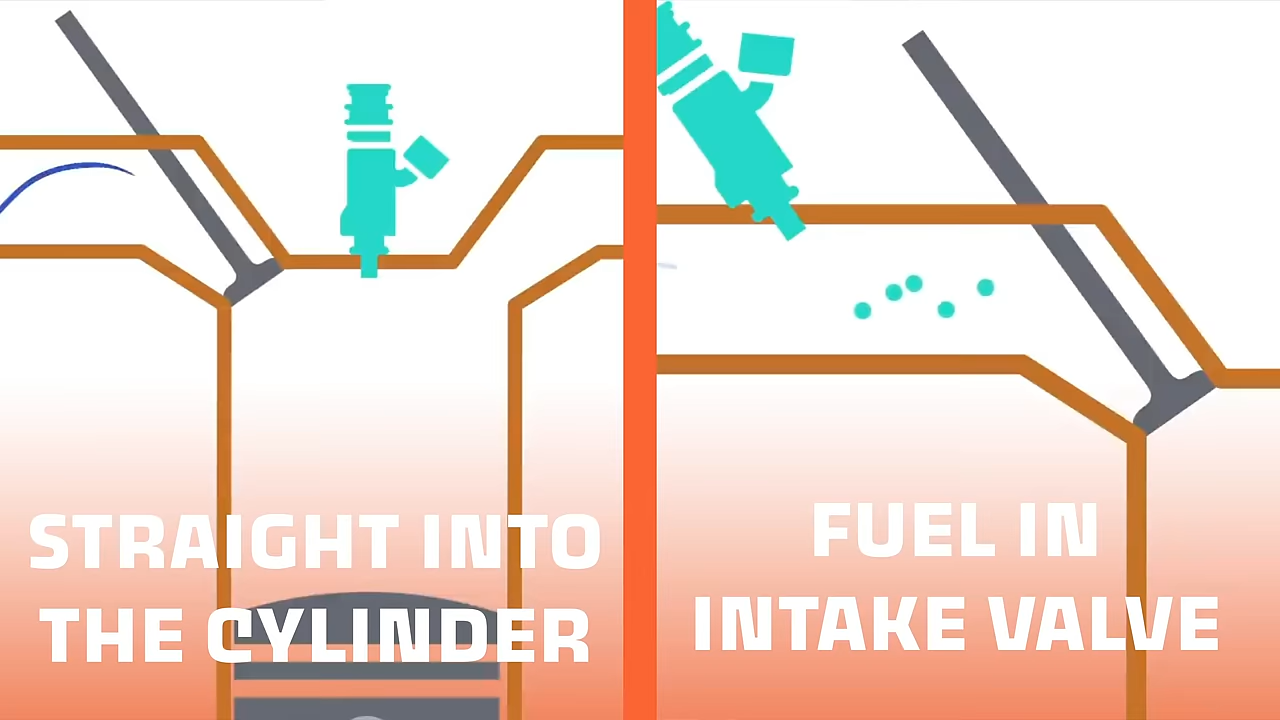 STRAIGHT INTO
THE CYLINDER
FUEL IN
INTAKE VALVE